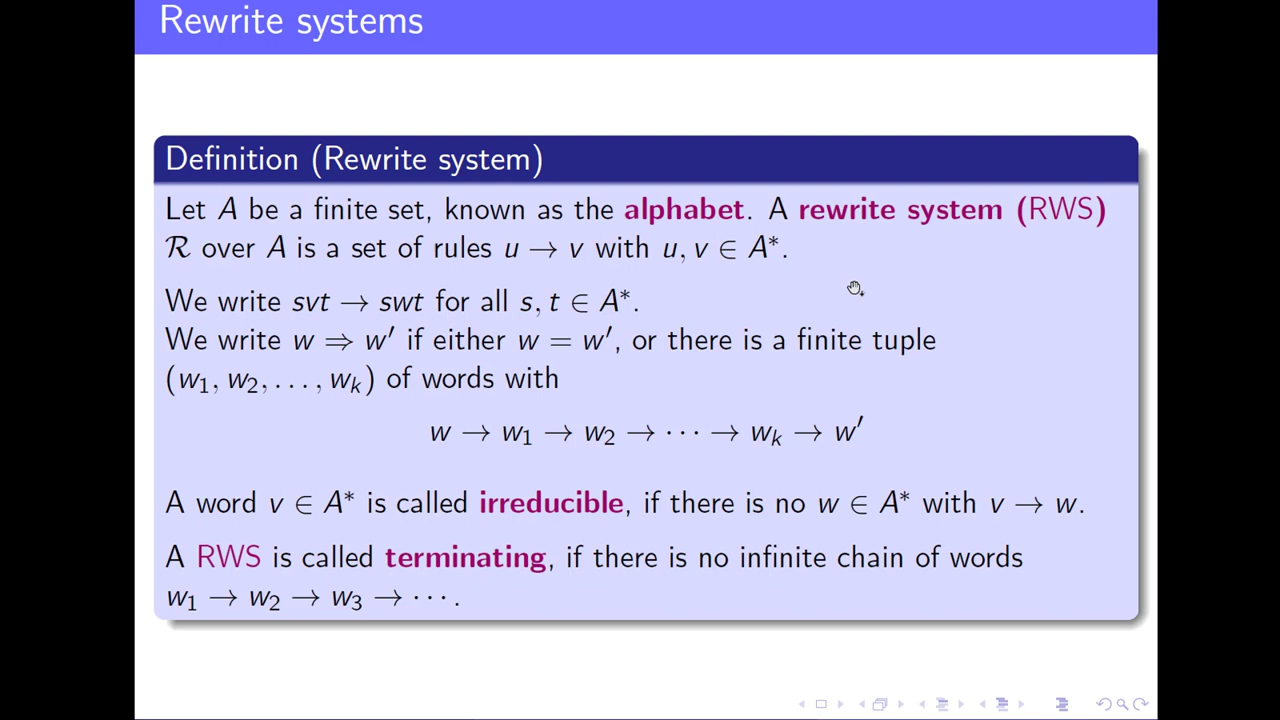 Rewrite systems
Definition (Rewrite system)
Let A be a finite set, known as the alphabet. A rewrite system (RWS)
ℛ over A is a set of rules u → v with u, v ∈ A*.
We write svt → swt for all s, t ∈ A*.
We write w ⇒ w′ if either w = w′, or there is a finite tuple
(w₁, w₂, . . . , wₖ) of words with
w → w₁ → w₂ → · · · → wₖ → w′
A word v ∈ A* is called irreducible, if there is no w ∈ A* with v → w.
A RWS is called terminating, if there is no infinite chain of words
w₁ → w₂ → w₃ → · · · .